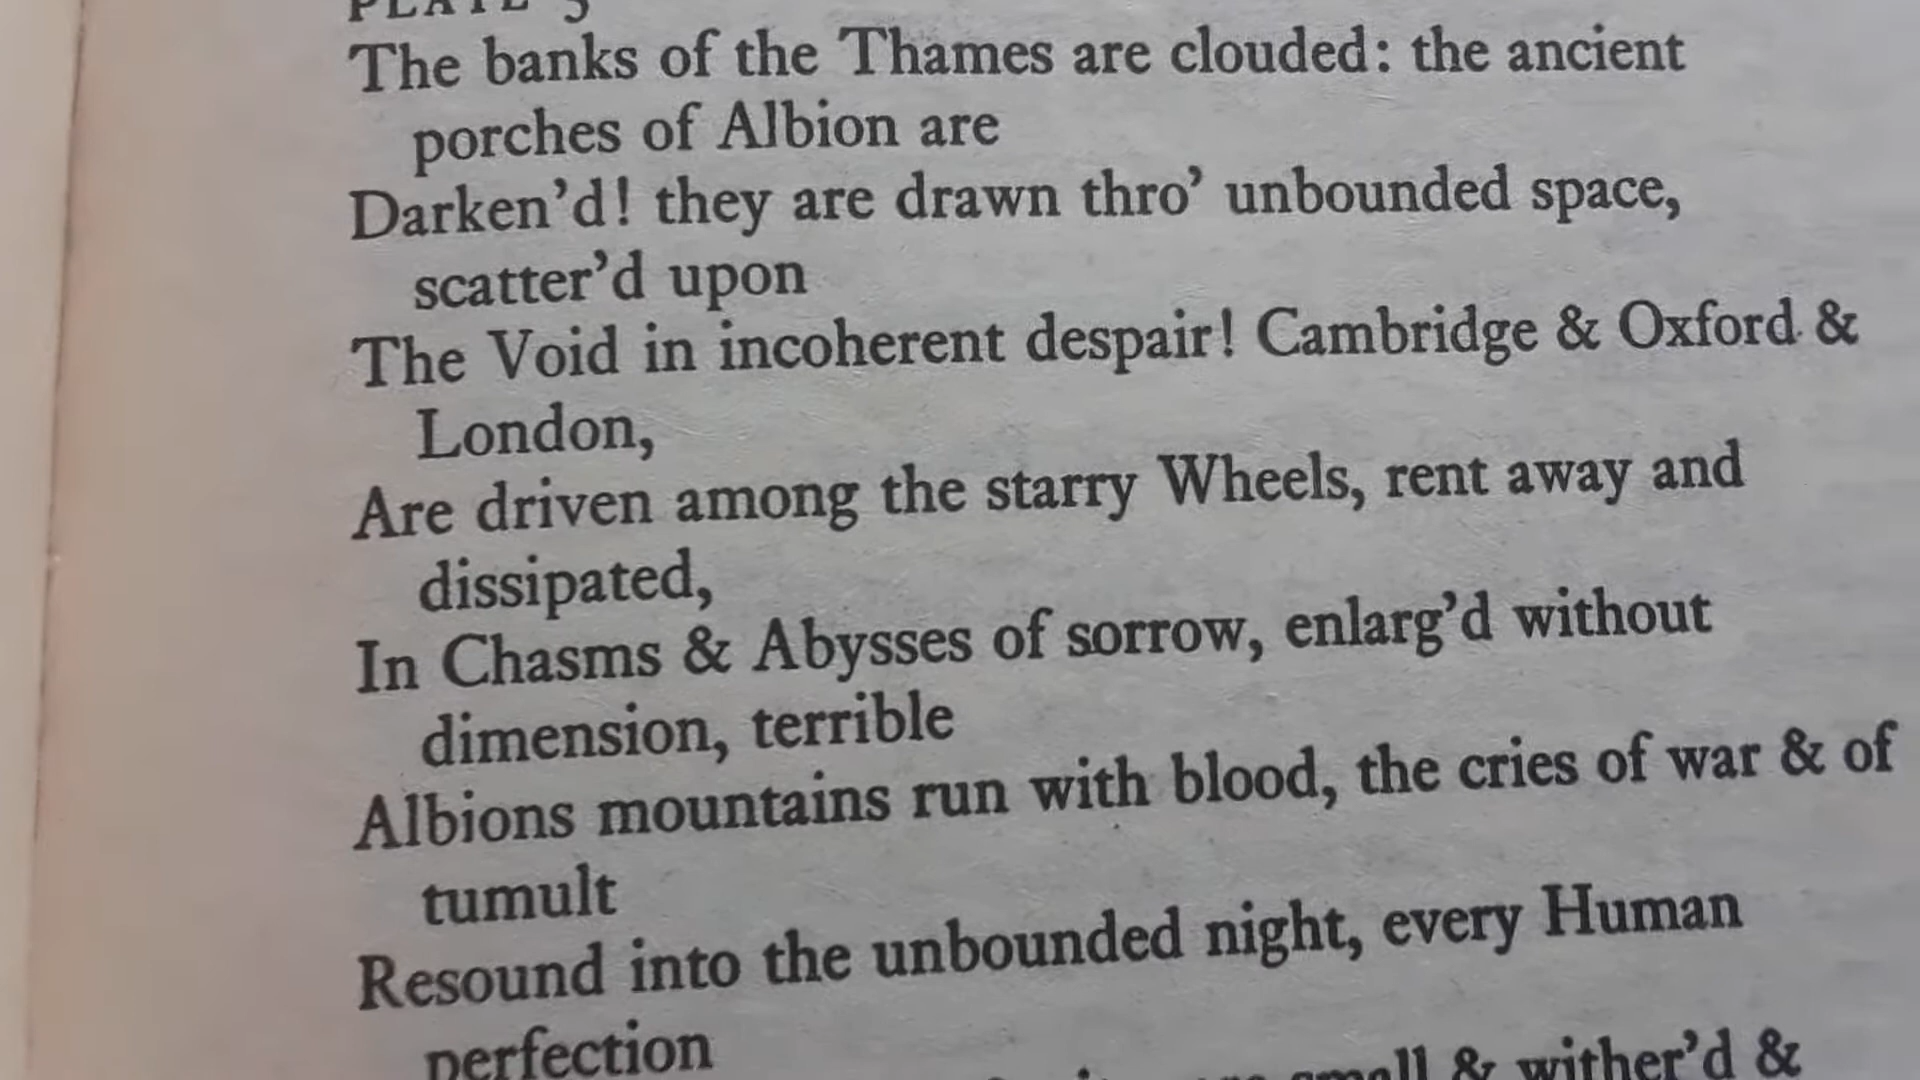 PLATE 5
The banks of the Thames are clouded: the ancient
porches of Albion are
Darken'd! they are drawn thro' unbounded space,
scatter'd upon
The Void in incoherent despair! Cambridge & Oxford &
London,
Are driven among the starry Wheels, rent away and
dissipated,
In Chasms & Abysses of sorrow, enlarg'd without
dimension, terrible
Albions mountains run with blood, the cries of war & of
tumult
Resound into the unbounded night, every Human
perfection
small & wither'd &